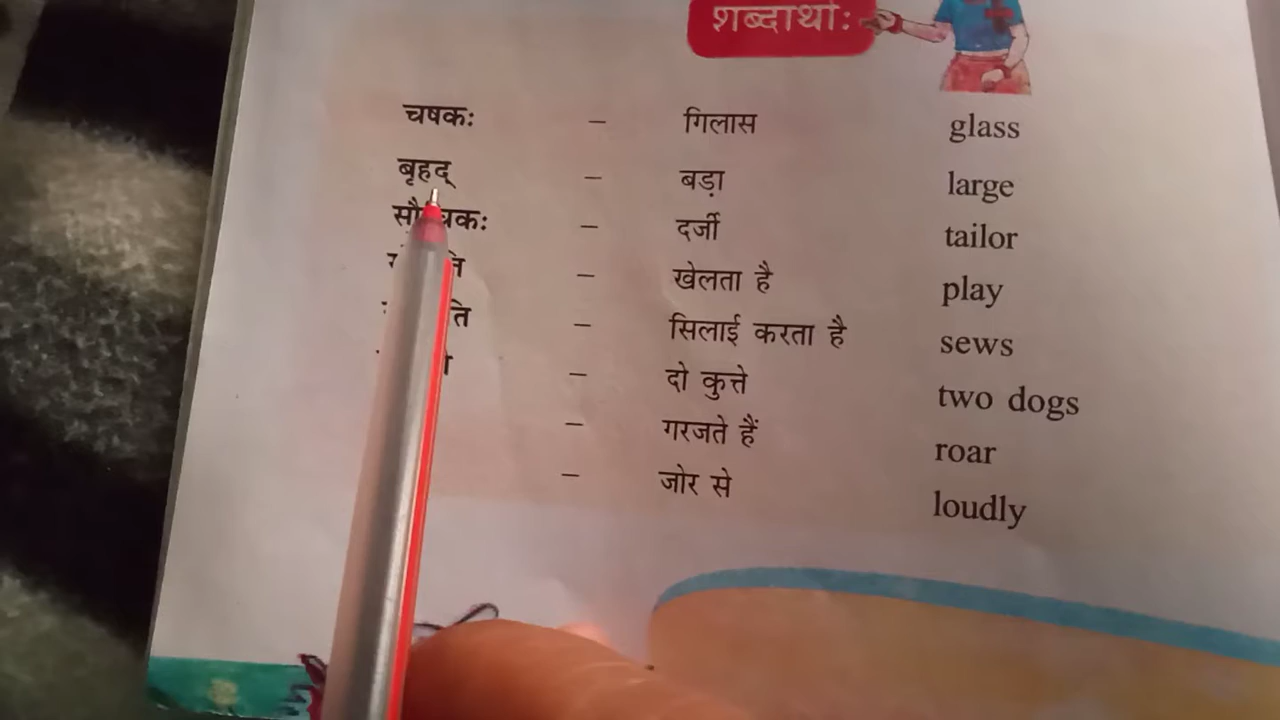 शब्दार्थाः
चषकः – गिलास glass
बृहद् – बड़ा large
– दर्जी tailor
– खेलता है play
– सिलाई करता है sews
– दो कुत्ते two dogs
– गरजते हैं roar
– जोर से loudly